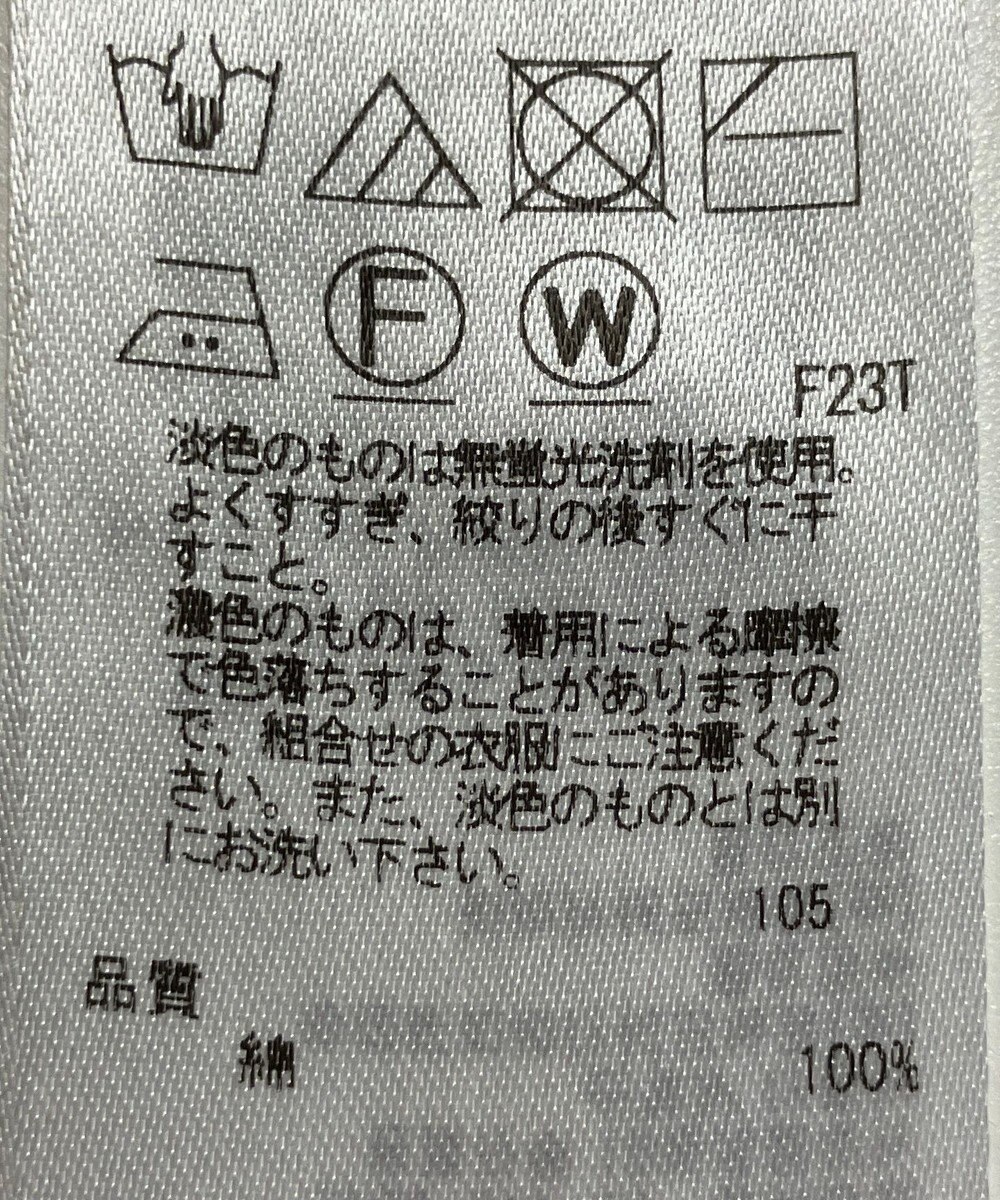 F
W
F23T
淡色のものは無蛍光洗剤を使用。
よくすすぎ、絞りの後すぐに干
すこと。
濃色のものは、着用による摩擦
で色落ちすることがありますの
で、組合せの衣服にご注意くだ
さい。また、淡色のものとは別
にお洗い下さい。
105
品質
綿 100%